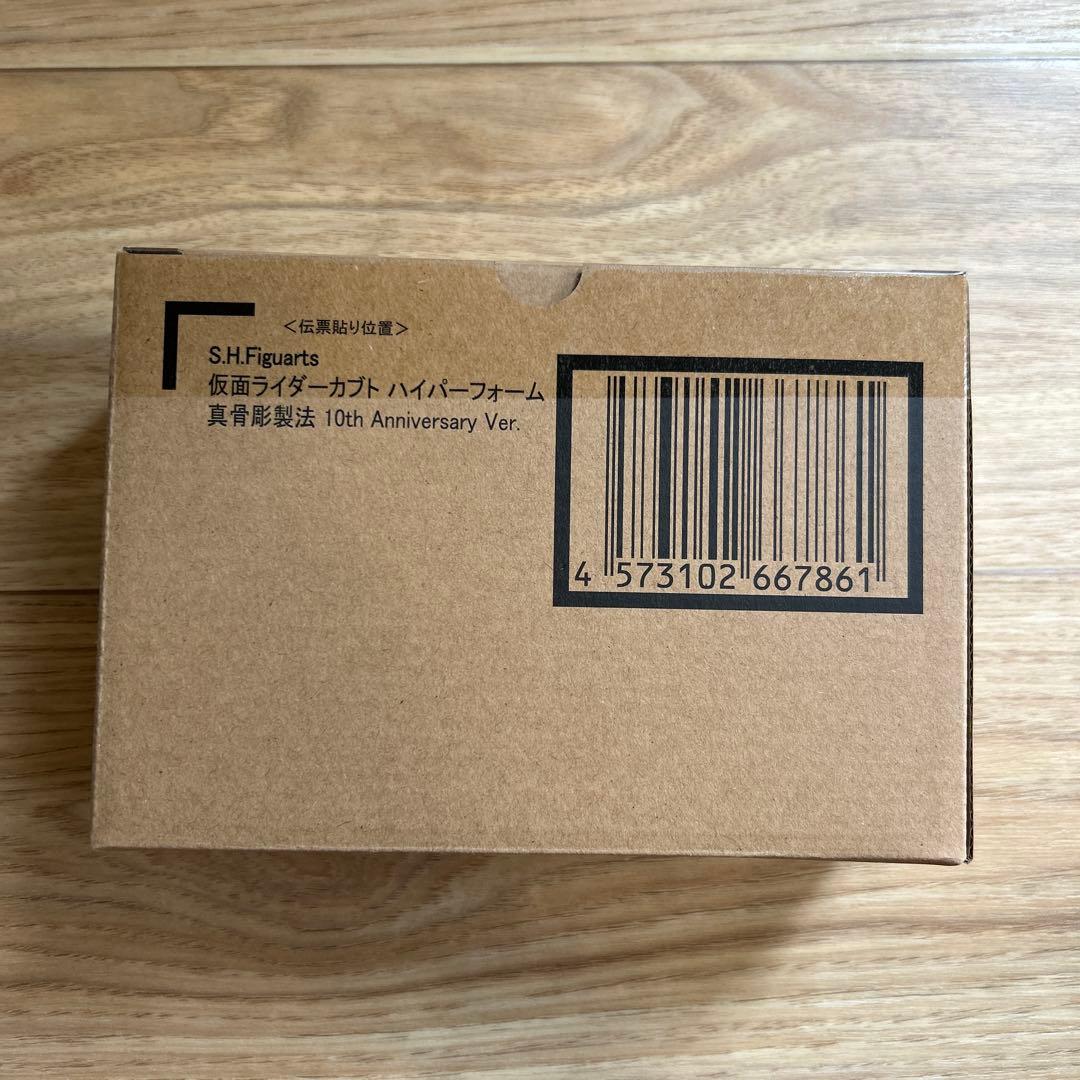 ＜伝票貼り位置＞
S.H.Figuarts
仮面ライダーカブト ハイパーフォーム
真骨彫製法 10th Anniversary Ver.
4 573102 667861